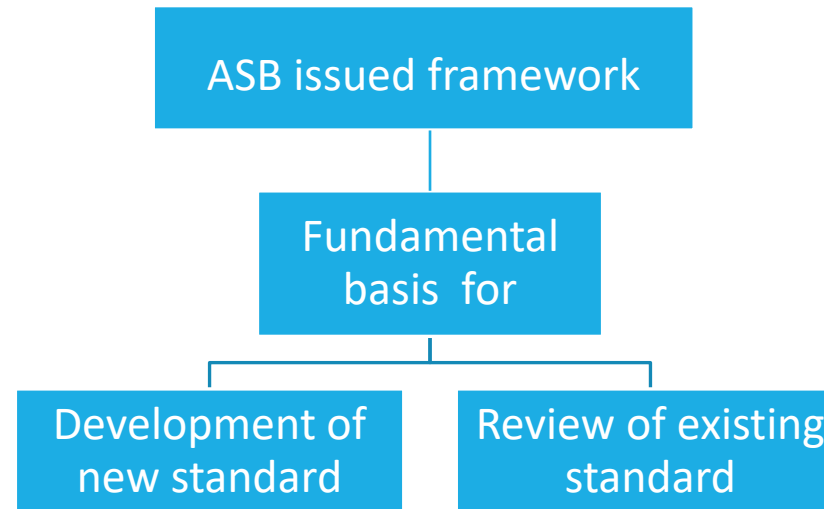 ASB issued framework
Fundamental
basis for
Development of
new standard
Review of existing
standard